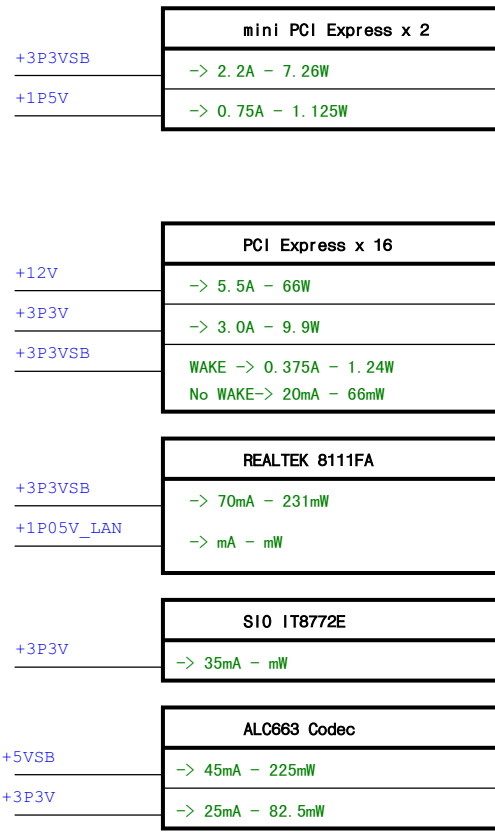 mini PCI Express x 2
+3P3VSB
-> 2.2A - 7.26W
+1P5V
-> 0.75A - 1.125W
PCI Express x 16
+12V
-> 5.5A - 66W
+3P3V
-> 3.0A - 9.9W
+3P3VSB
WAKE -> 0.375A - 1.24W
No WAKE-> 20mA - 66mW
REALTEK 8111FA
+3P3VSB
-> 70mA - 231mW
+1P05V_LAN
-> mA - mW
SIO IT8772E
+3P3V
-> 35mA - mW
ALC663 Codec
+5VSB
-> 45mA - 225mW
+3P3V
-> 25mA - 82.5mW